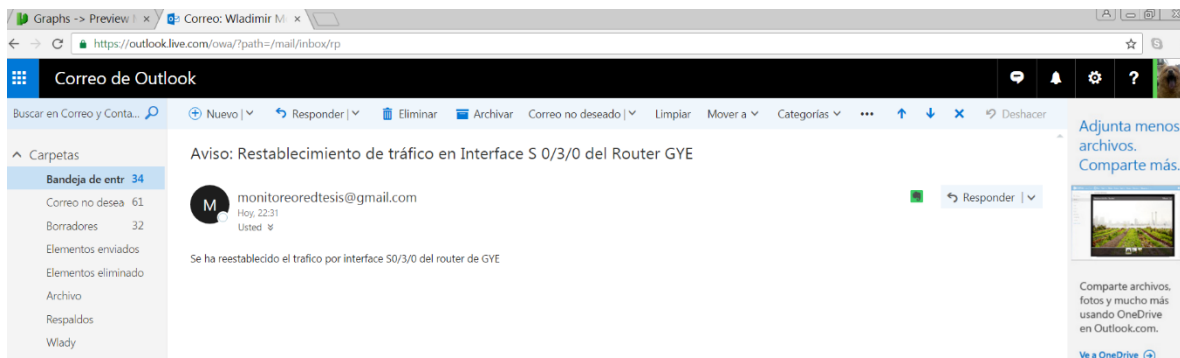 Graphs -> Preview
Correo: Wladimir M
https://outlook.live.com/owa/?path=/mail/inbox/rp
Correo de Outlook
?
Buscar en Correo y Conta...
Nuevo
Responder
Eliminar
Archivar
Correo no deseado
Limpiar
Mover a
Categorías
...
Deshacer
Carpetas
Bandeja de entr 34
Correo no desea 61
Borradores 32
Elementos enviados
Elementos eliminado
Archivo
Respaldos
Wlady
Aviso: Restablecimiento de tráfico en Interface S 0/3/0 del Router GYE
M
monitoreoredtesis@gmail.com
Hoy, 22:31
Usted
Responder
Se ha reestablecido el trafico por interface S0/3/0 del router de GYE
Adjunta menos
archivos.
Comparte más.
Comparte archivos,
fotos y mucho más
usando OneDrive
en Outlook.com.
Ve a OneDrive